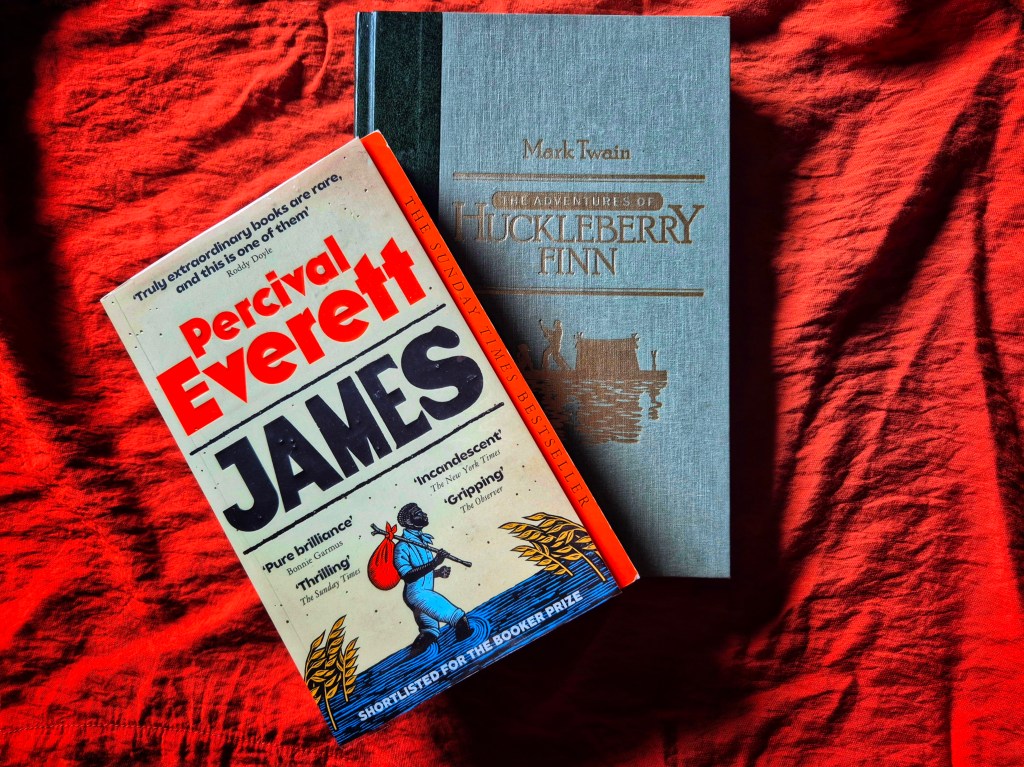 Mark Twain
THE ADVENTURES OF
HUCKLEBERRY
FINN
'Truly extraordinary books are rare,
and this is one of them'
Roddy Doyle
Percival
Everett
JAMES
'Incandescent'
The New York Times
'Gripping'
The Observer
'Pure brilliance'
Bonnie Garmus
'Thrilling'
The Sunday Times
SHORTLISTED FOR THE BOOKER PRIZE
THE SUNDAY TIMES BESTSELLER